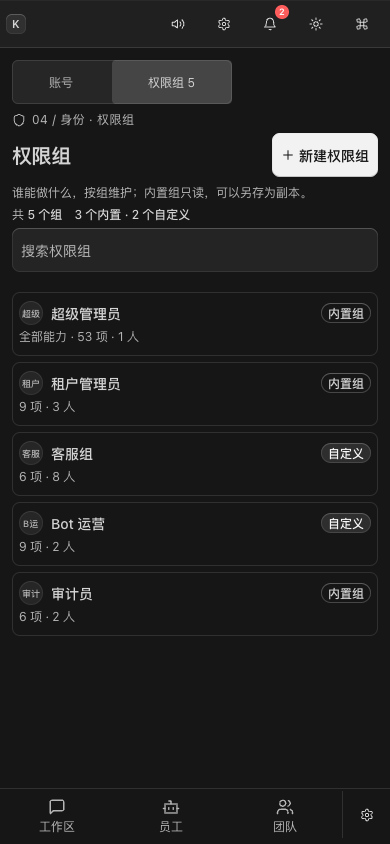 K
2
账号
权限组 5
04 / 身份 · 权限组
权限组
+ 新建权限组
谁能做什么，按组维护；内置组只读，可以另存为副本。
共 5 个组 3 个内置 · 2 个自定义
搜索权限组
超级 超级管理员 内置组
全部能力 · 53 项 · 1 人
租户 租户管理员 内置组
9 项 · 3 人
客服 客服组 自定义
6 项 · 8 人
B运 Bot 运营 自定义
9 项 · 2 人
审计 审计员 内置组
6 项 · 2 人
工作区
员工
团队